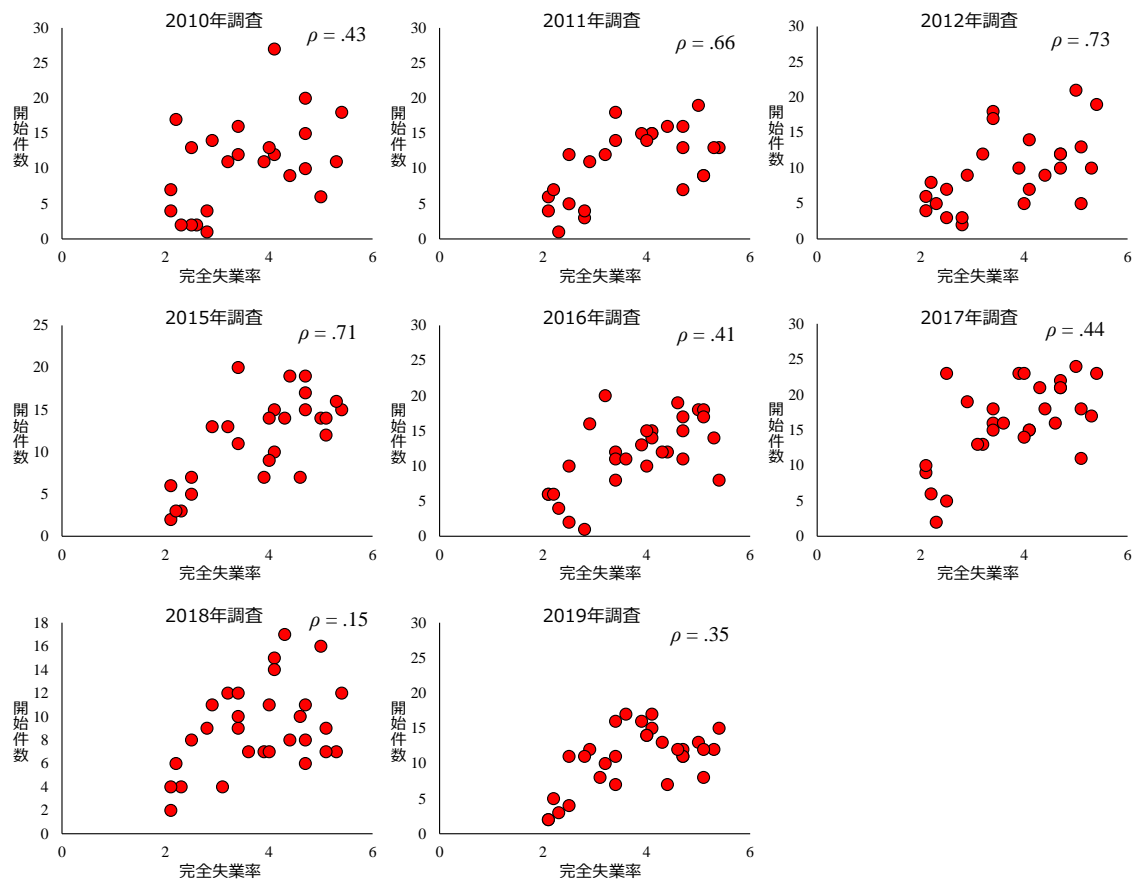 2010年調査
ρ = .43
30
25
20
15
10
5
0
開始件数
0
2
4
6
完全失業率
2011年調査
ρ = .66
30
25
20
15
10
5
0
開始件数
0
2
4
6
完全失業率
2012年調査
ρ = .73
30
25
20
15
10
5
0
開始件数
0
2
4
6
完全失業率
2015年調査
ρ = .71
25
20
15
10
5
0
開始件数
0
2
4
6
完全失業率
2016年調査
ρ = .41
30
25
20
15
10
5
0
開始件数
0
2
4
6
完全失業率
2017年調査
ρ = .44
30
25
20
15
10
5
0
開始件数
0
2
4
6
完全失業率
2018年調査
ρ = .15
18
16
14
12
10
8
6
4
2
0
開始件数
0
2
4
6
完全失業率
2019年調査
ρ = .35
30
25
20
15
10
5
0
開始件数
0
2
4
6
完全失業率